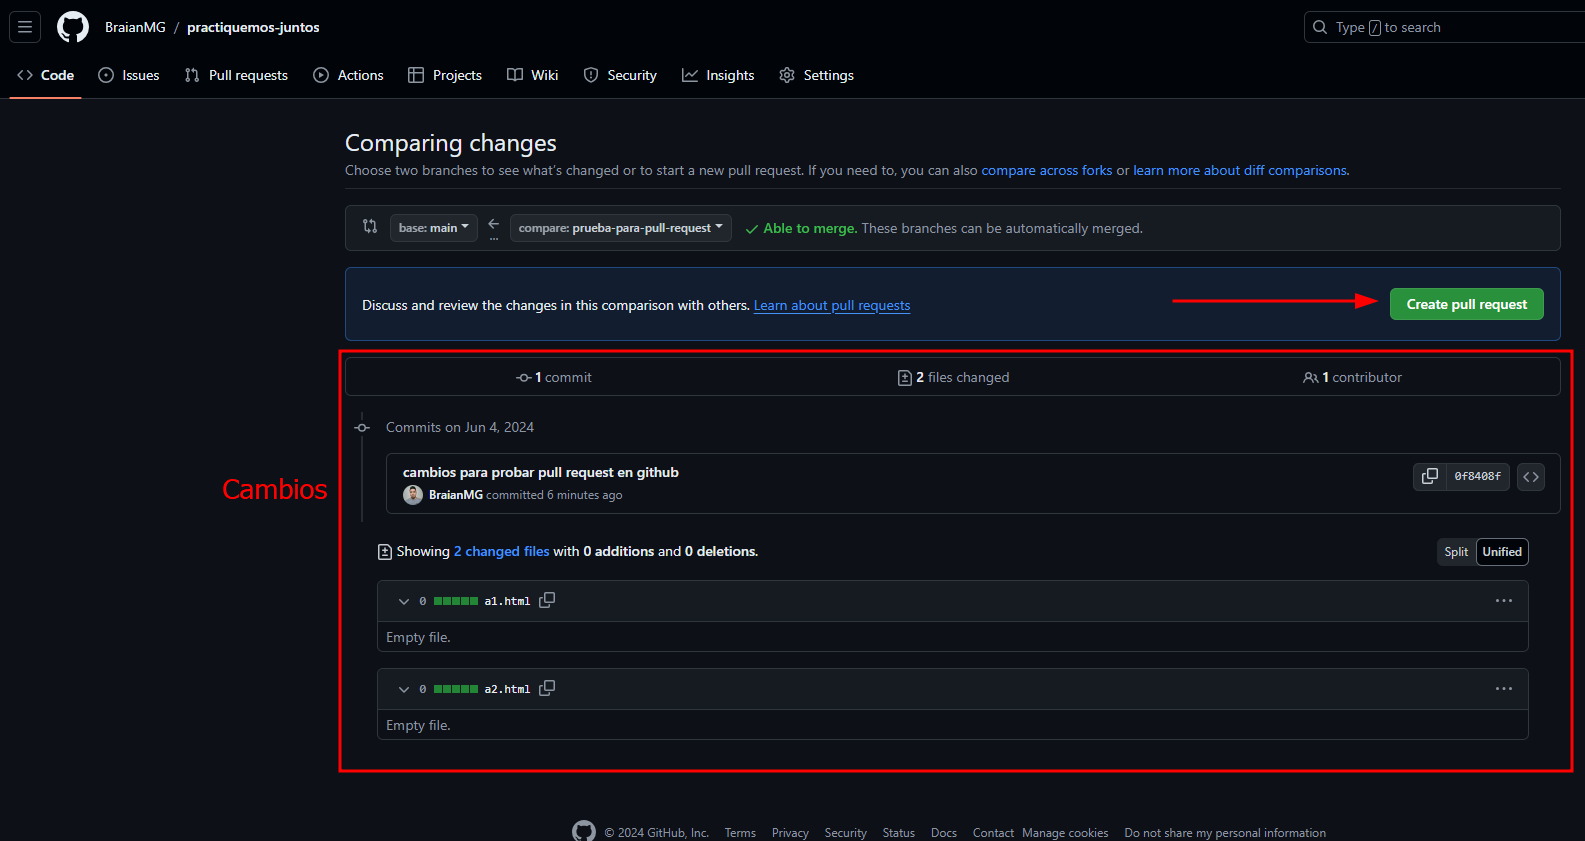 BraianMG / practiquemos-juntos
Type / to search
Code Issues Pull requests Actions Projects Wiki Security Insights Settings
Comparing changes
Choose two branches to see what's changed or to start a new pull request. If you need to, you can also compare across forks or learn more about diff comparisons.
base: main compare: prueba-para-pull-request Able to merge. These branches can be automatically merged.
...
Discuss and review the changes in this comparison with others. Learn about pull requests
Create pull request
1 commit 2 files changed 1 contributor
Commits on Jun 4, 2024
cambios para probar pull request en github
BraianMG committed 6 minutes ago
0f8408f
Cambios
Showing 2 changed files with 0 additions and 0 deletions.
Split Unified
0 a1.html
Empty file.
0 a2.html
Empty file.
© 2024 GitHub, Inc. Terms Privacy Security Status Docs Contact Manage cookies Do not share my personal information